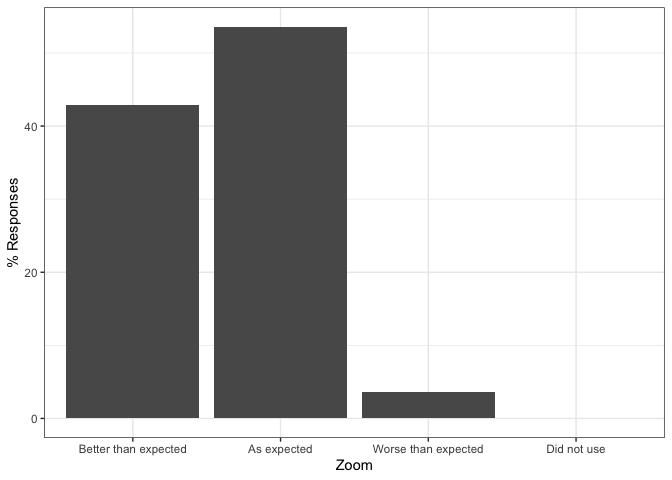 % Responses
40
20
0
Better than expected
As expected
Worse than expected
Did not use
Zoom